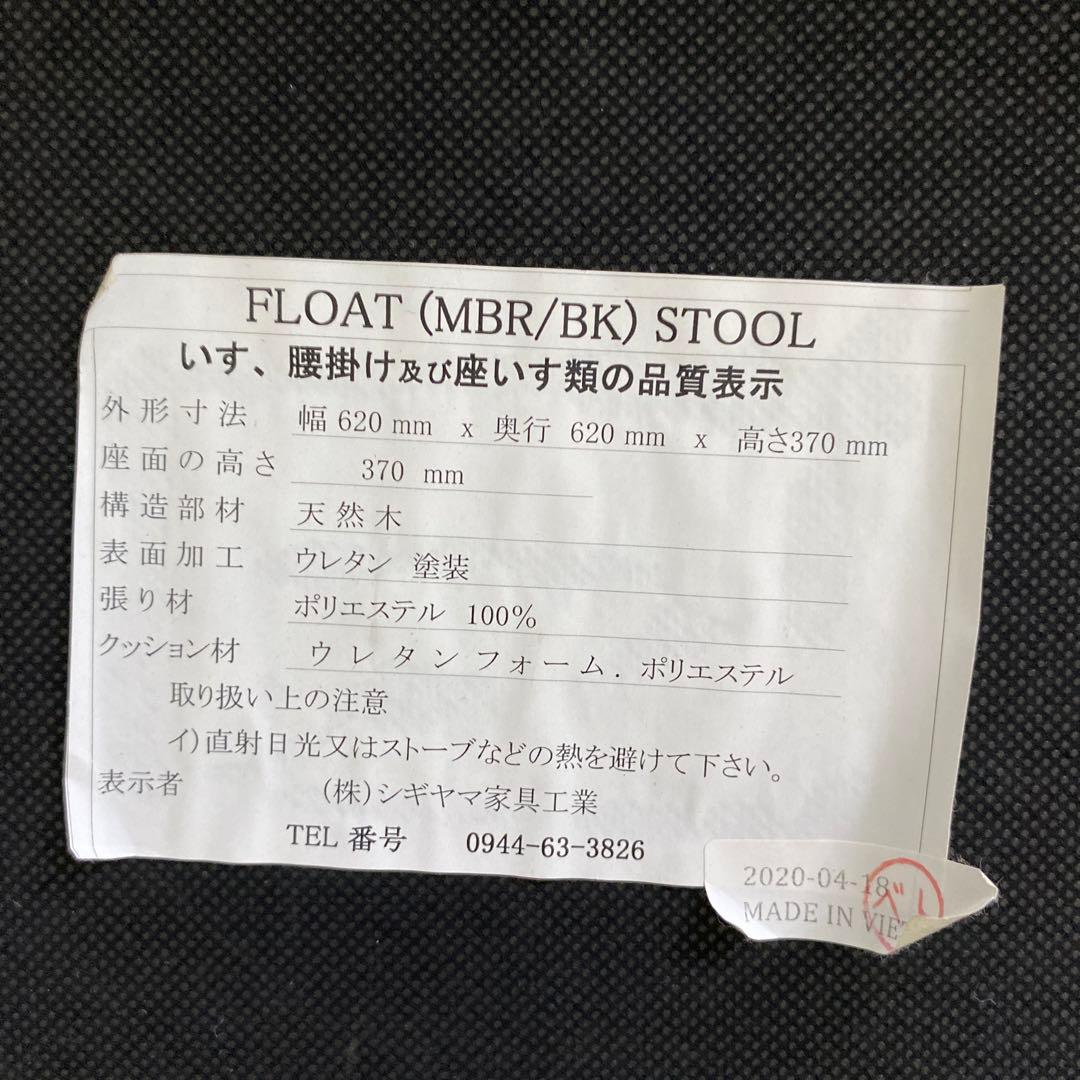 FLOAT (MBR/BK) STOOL
いす、腰掛け及び座いす類の品質表示
外形寸法 幅 620 mm x 奥行 620 mm x 高さ370 mm
座面の高さ 370 mm
構造部材 天然木
表面加工 ウレタン 塗装
張り材 ポリエステル 100%
クッション材 ウレタンフォーム. ポリエステル
取り扱い上の注意
イ)直射日光又はストーブなどの熱を避けて下さい。
表示者 (株)シギヤマ家具工業
TEL 番号 0944-63-3826
2020-04-18
MADE IN